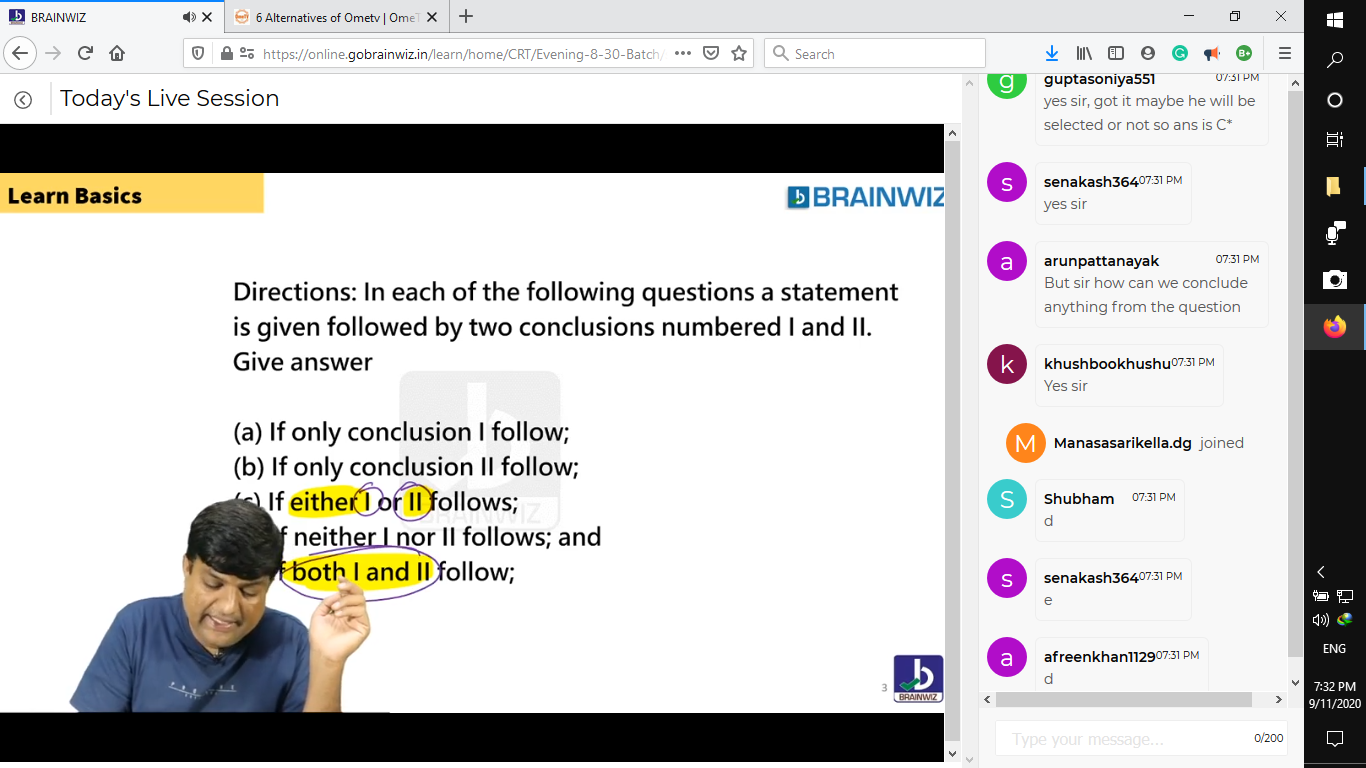 BRAINWIZ
6 Alternatives of Ometv | OmeT
https://online.gobrainwiz.in/learn/home/CRT/Evening-8-30-Batch/
Search
Today's Live Session
Learn Basics
BRAINWIZ
Directions: In each of the following questions a statement
is given followed by two conclusions numbered I and II.
Give answer
(a) If only conclusion I follow;
(b) If only conclusion II follow;
(c) If either I or II follows;
f neither I nor II follows; and
f both I and II follow;
b
BRAINWIZ
3
b
BRAINWIZ
g
guptasoniya551 07:31 PM
yes sir, got it maybe he will be
selected or not so ans is C*
s
senakash364 07:31 PM
yes sir
a
arunpattanayak 07:31 PM
But sir how can we conclude
anything from the question
k
khushbookhushu 07:31 PM
Yes sir
M
Manasasarikella.dg joined
S
Shubham 07:31 PM
d
s
senakash364 07:31 PM
e
a
afreenkhan1129 07:31 PM
d
Type your message...
0/200
ENG
7:32 PM
9/11/2020